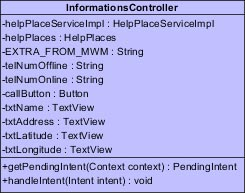 InformationsController
-helpPlaceServiceImpl : HelpPlaceServiceImpl
-helpPlaces : HelpPlaces
-EXTRA_FROM_MWM : String
-telNumOffline : String
-telNumOnline : String
-callButton : Button
-txtName : TextView
-txtAddress : TextView
-txtLatitude : TextView
-txtLongitude : TextView
+getPendingIntent(Context context) : PendingIntent
+handleIntent(Intent intent) : void